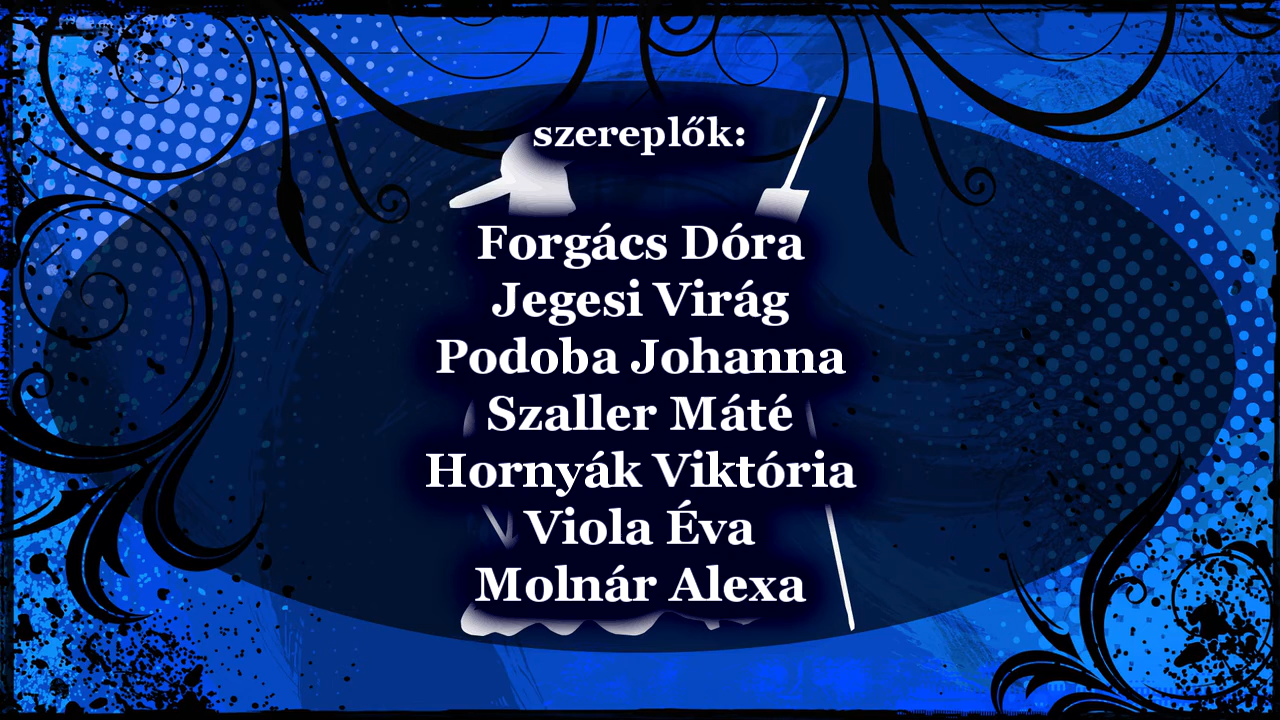 szereplők:
Forgács Dóra
Jegesi Virág
Podoba Johanna
Szaller Máté
Hornyák Viktória
Viola Éva
Molnár Alexa